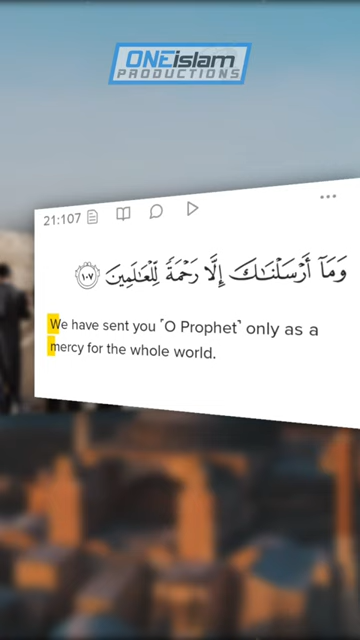 ONEislam
PRODUCTIONS
21:107
وَمَآ أَرْسَلْنَـٰكَ إِلَّا رَحْمَةًۭ لِّلْعَـٰلَمِينَ ١٠٧
We have sent you ˹O Prophet˺ only as a
mercy for the whole world.